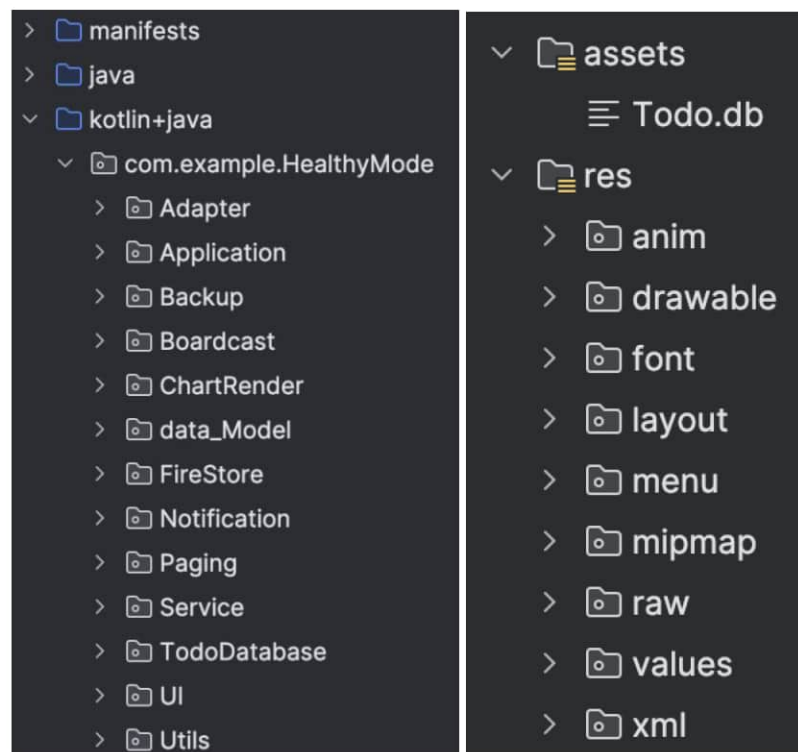 manifests
java
kotlin+java
com.example.HealthyMode
Adapter
Application
Backup
Boardcast
ChartRender
data_Model
FireStore
Notification
Paging
Service
TodoDatabase
UI
Utils
assets
Todo.db
res
anim
drawable
font
layout
menu
mipmap
raw
values
xml